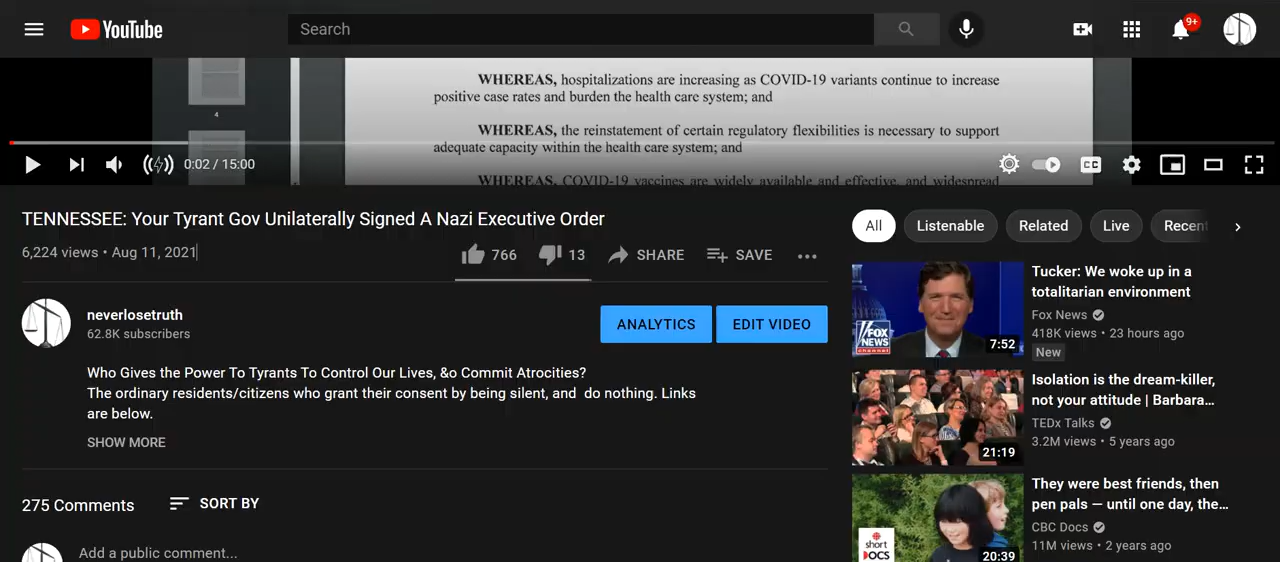 YouTube
Search
9+
4
WHEREAS, hospitalizations are increasing as COVID-19 variants continue to increase
positive case rates and burden the health care system; and
WHEREAS, the reinstatement of certain regulatory flexibilities is necessary to support
adequate capacity within the health care system; and
WHEREAS, COVID-19 vaccines are widely available and effective, and widespread
0:02 / 15:00
CC
TENNESSEE: Your Tyrant Gov Unilaterally Signed A Nazi Executive Order
6,224 views • Aug 11, 2021
766
13
SHARE
SAVE
neverlosetruth
62.8K subscribers
ANALYTICS
EDIT VIDEO
Who Gives the Power To Tyrants To Control Our Lives, &o Commit Atrocities?
The ordinary residents/citizens who grant their consent by being silent, and  do nothing. Links
are below.
SHOW MORE
275 Comments
SORT BY
Add a public comment...
All
Listenable
Related
Live
Recent
FOX
NEWS
channel
7:52
Tucker: We woke up in a
totalitarian environment
Fox News
418K views • 23 hours ago
New
21:19
Isolation is the dream-killer,
not your attitude | Barbara...
TEDx Talks
3.2M views • 5 years ago
short
DOCS
20:39
They were best friends, then
pen pals — until one day, the...
CBC Docs
11M views • 2 years ago